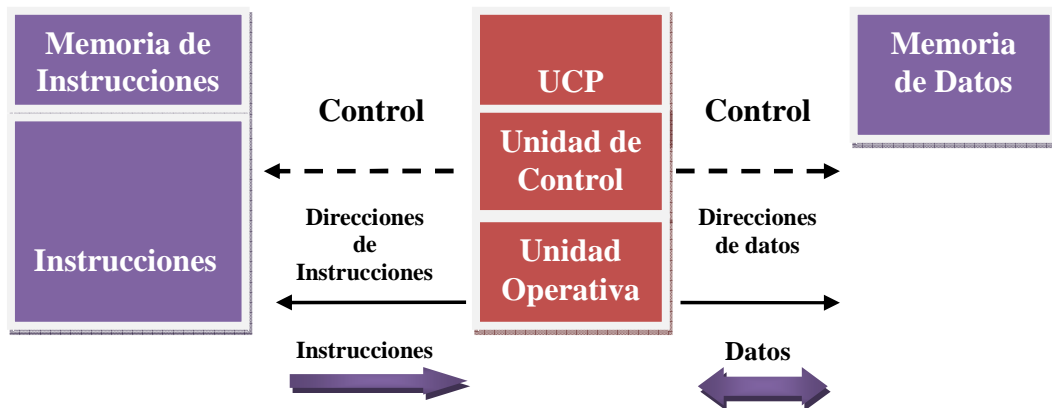 Memoria de
Instrucciones
Instrucciones
Control
Direcciones
de
Instrucciones
Instrucciones
UCP
Unidad de
Control
Unidad
Operativa
Control
Direcciones
de datos
Datos
Memoria
de Datos